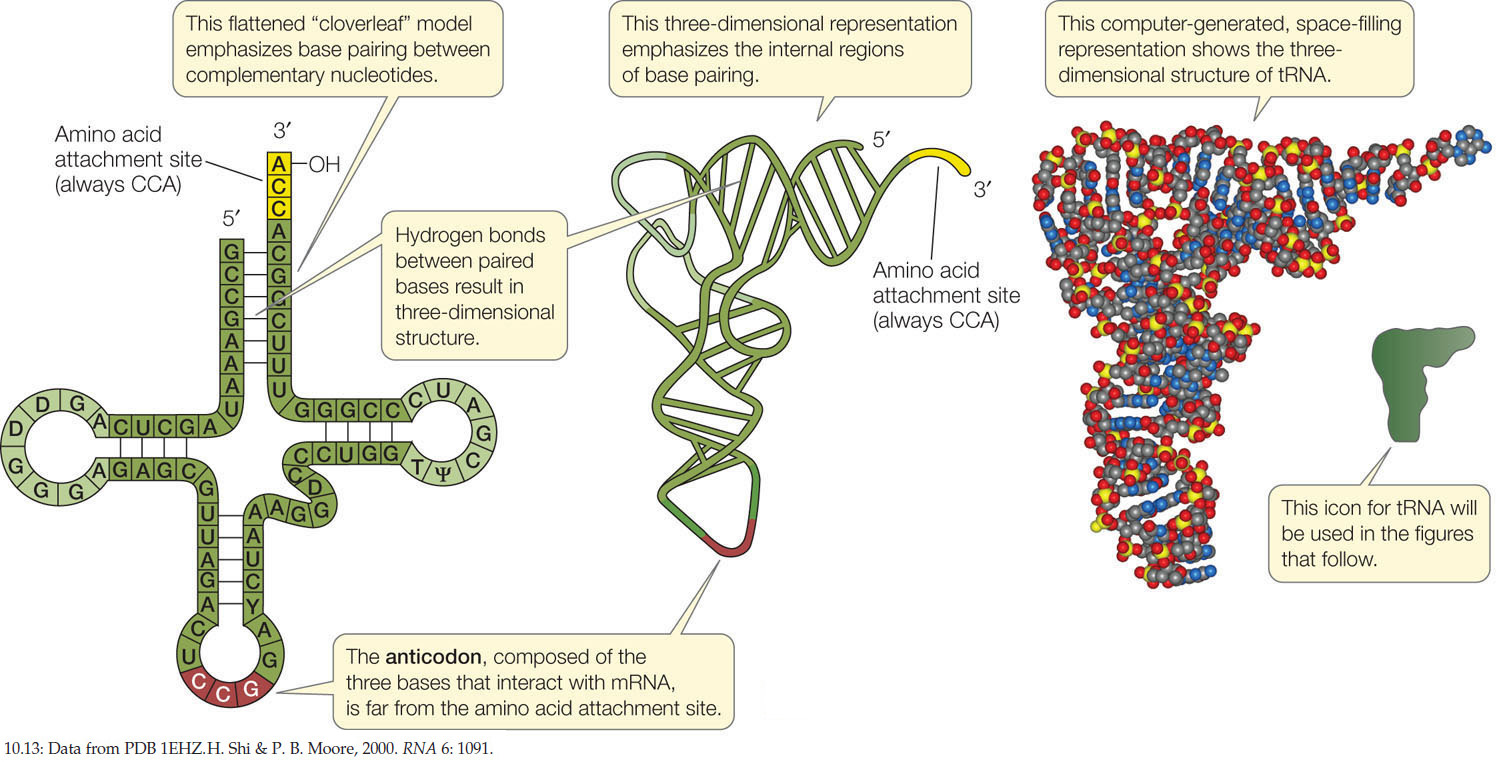 This flattened “cloverleaf” model
emphasizes base pairing between
complementary nucleotides.
This three-dimensional representation
emphasizes the internal regions
of base pairing.
This computer-generated, space-filling
representation shows the three-
dimensional structure of tRNA.
Amino acid
attachment site
(always CCA)
3′
A
OH
C
C
A
C
G
C
C
U
U
U
5′
G
C
C
C
G
A
A
A
A
U
Hydrogen bonds
between paired
bases result in
three-dimensional
structure.
5′
3′
Amino acid
attachment site
(always CCA)
D D G A C U C G A
G G G A G A G C G
G G G C C C U A G C Ψ T
C C U U G G
C D G G A A A
U U A G A C U
A U C Y A G
C C G
This icon for tRNA will
be used in the figures
that follow.
The anticodon, composed of the
three bases that interact with mRNA,
is far from the amino acid attachment site.
10.13: Data from PDB 1EHZ.H. Shi & P. B. Moore, 2000. RNA 6: 1091.